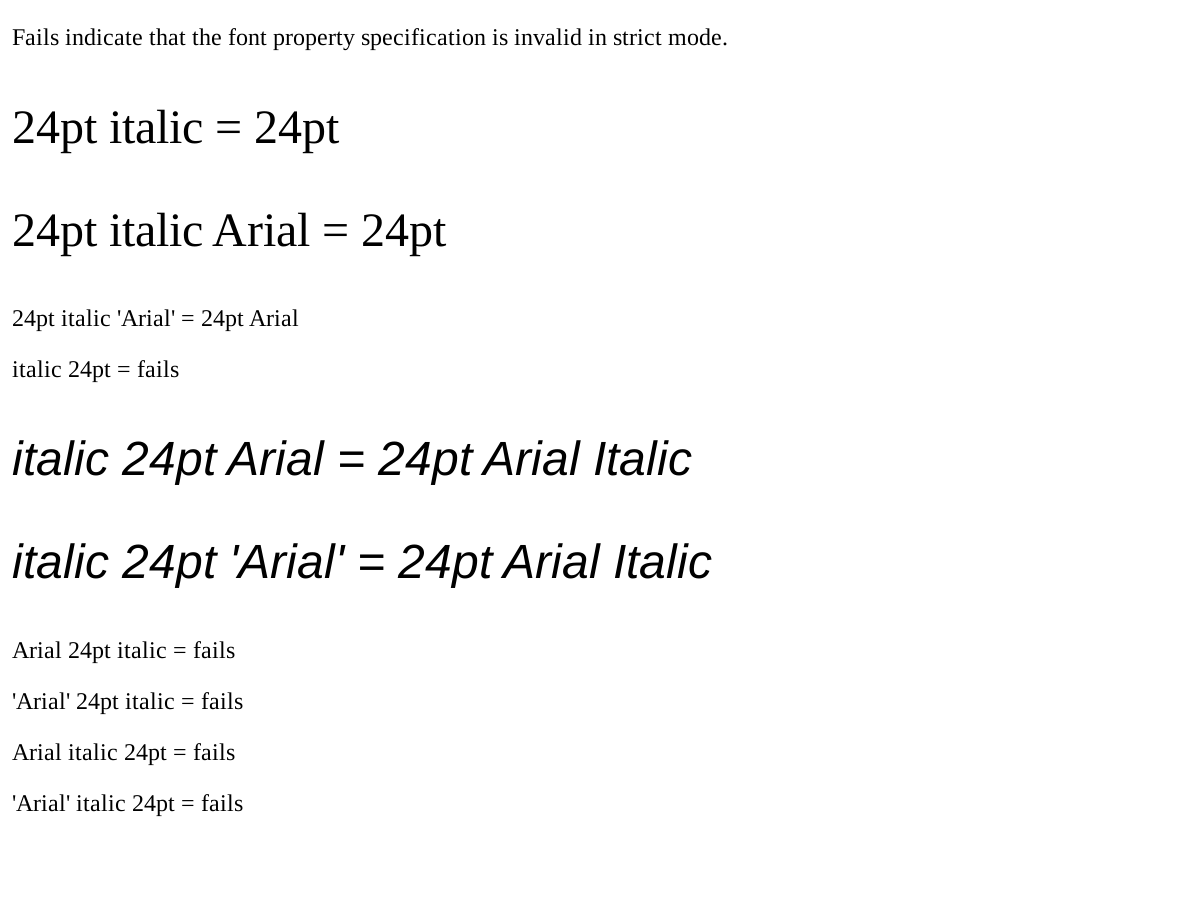 Fails indicate that the font property specification is invalid in strict mode.
24pt italic = 24pt
24pt italic Arial = 24pt
24pt italic 'Arial' = 24pt Arial
italic 24pt = fails
italic 24pt Arial = 24pt Arial Italic
italic 24pt 'Arial' = 24pt Arial Italic
Arial 24pt italic = fails
'Arial' 24pt italic = fails
Arial italic 24pt = fails
'Arial' italic 24pt = fails